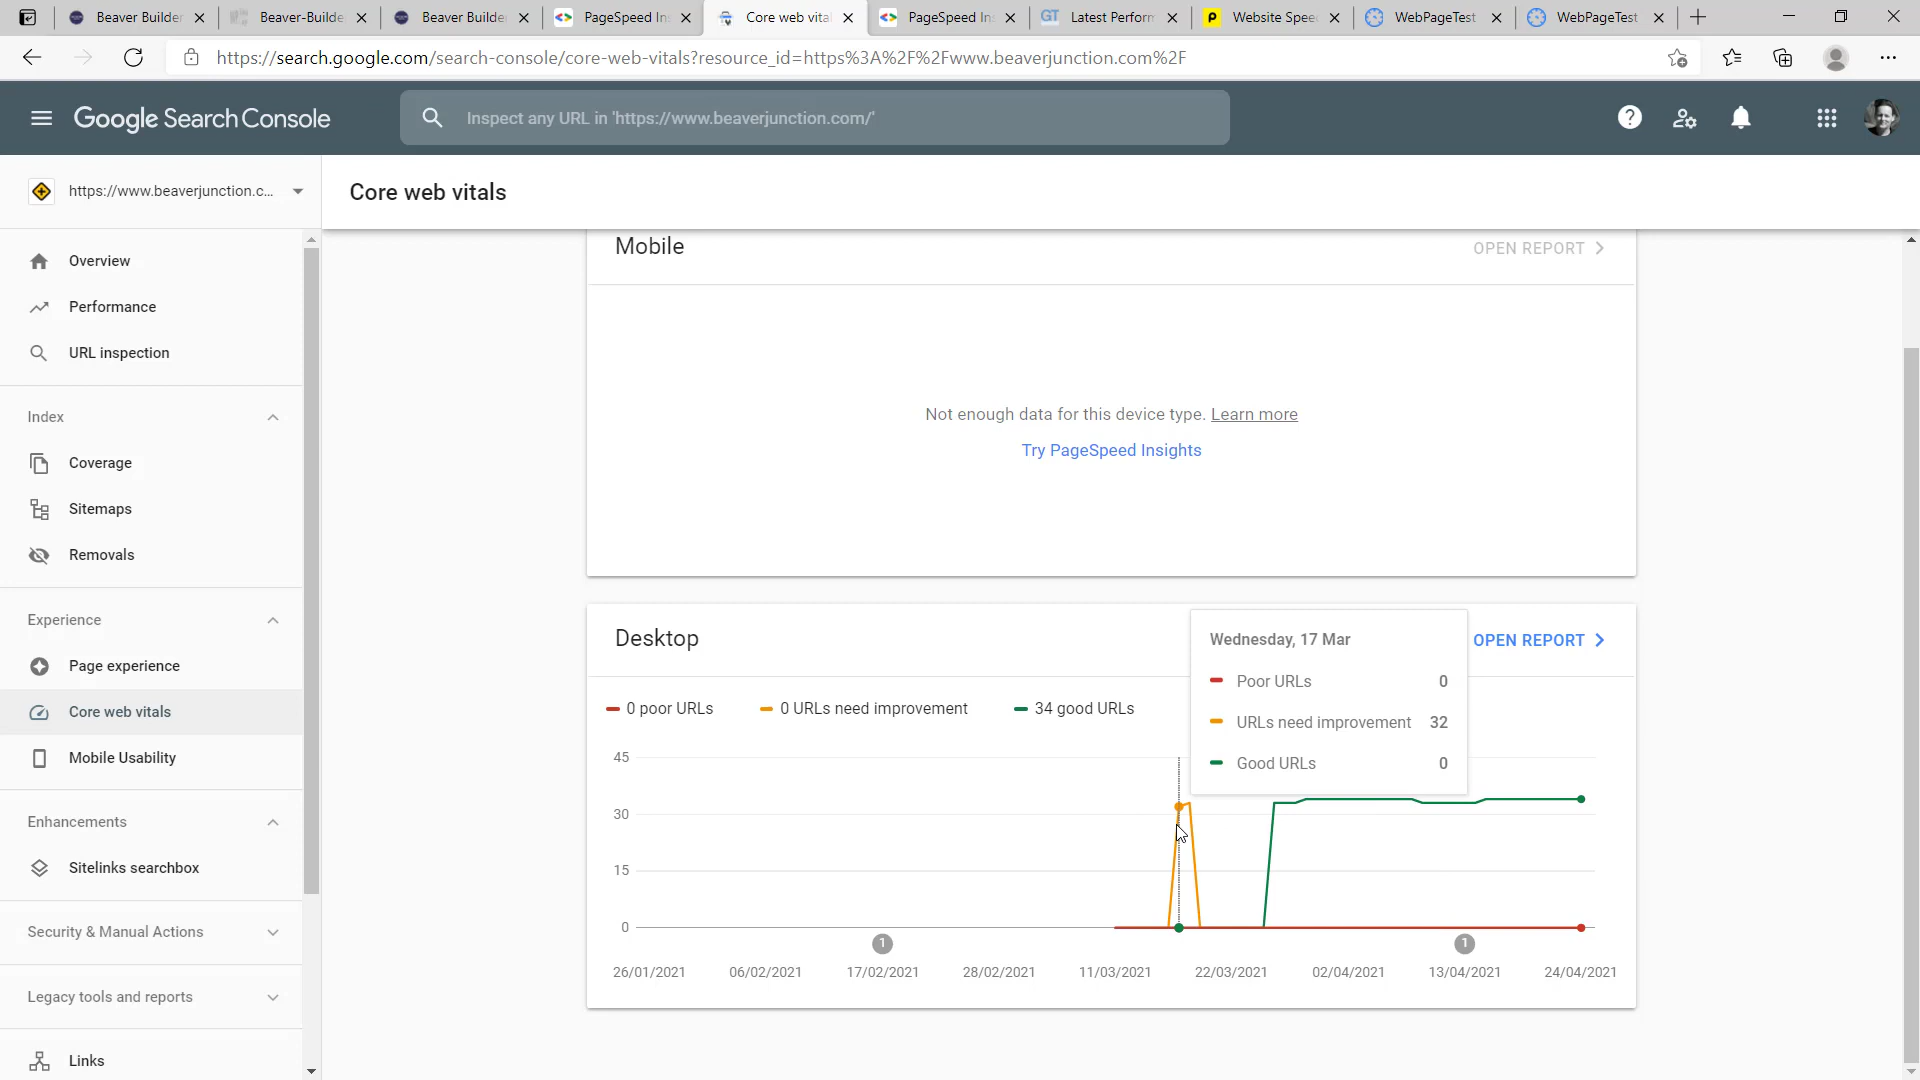 Beaver Builder
Beaver-Builde
Beaver Builde
PageSpeed In
Core web vital
PageSpeed In
GT
Latest Perform
P
Website Spee
WebPageTest
WebPageTest
https://search.google.com/search-console/core-web-vitals?resource_id=https%3A%2F%2Fwww.beaverjunction.com%2F
Google Search Console
Inspect any URL in 'https://www.beaverjunction.com/'
https://www.beaverjunction.c...
Core web vitals
Overview
Performance
URL inspection
Index
Coverage
Sitemaps
Removals
Experience
Page experience
Core web vitals
Mobile Usability
Enhancements
Sitelinks searchbox
Security & Manual Actions
Legacy tools and reports
Links
Mobile
OPEN REPORT
Not enough data for this device type. Learn more
Try PageSpeed Insights
Desktop
OPEN REPORT
0 poor URLs
0 URLs need improvement
34 good URLs
Wednesday, 17 Mar
Poor URLs 0
URLs need improvement 32
Good URLs 0
45
30
15
0
1
1
26/01/2021
06/02/2021
17/02/2021
28/02/2021
11/03/2021
22/03/2021
02/04/2021
13/04/2021
24/04/2021